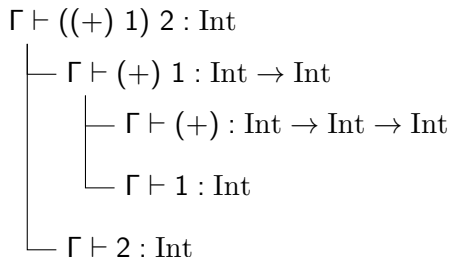 Γ ⊢ ((+) 1) 2 : Int
Γ ⊢ (+) 1 : Int → Int
Γ ⊢ (+) : Int → Int → Int
Γ ⊢ 1 : Int
Γ ⊢ 2 : Int